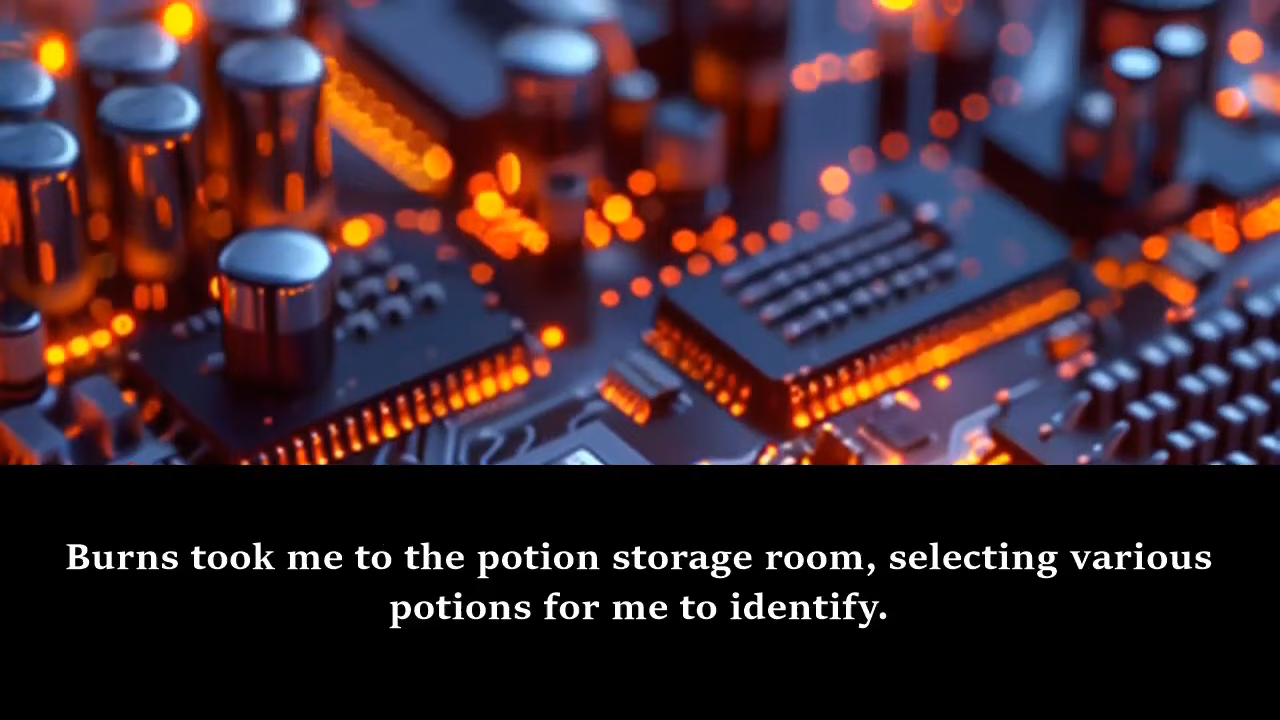 Burns took me to the potion storage room, selecting various
potions for me to identify.